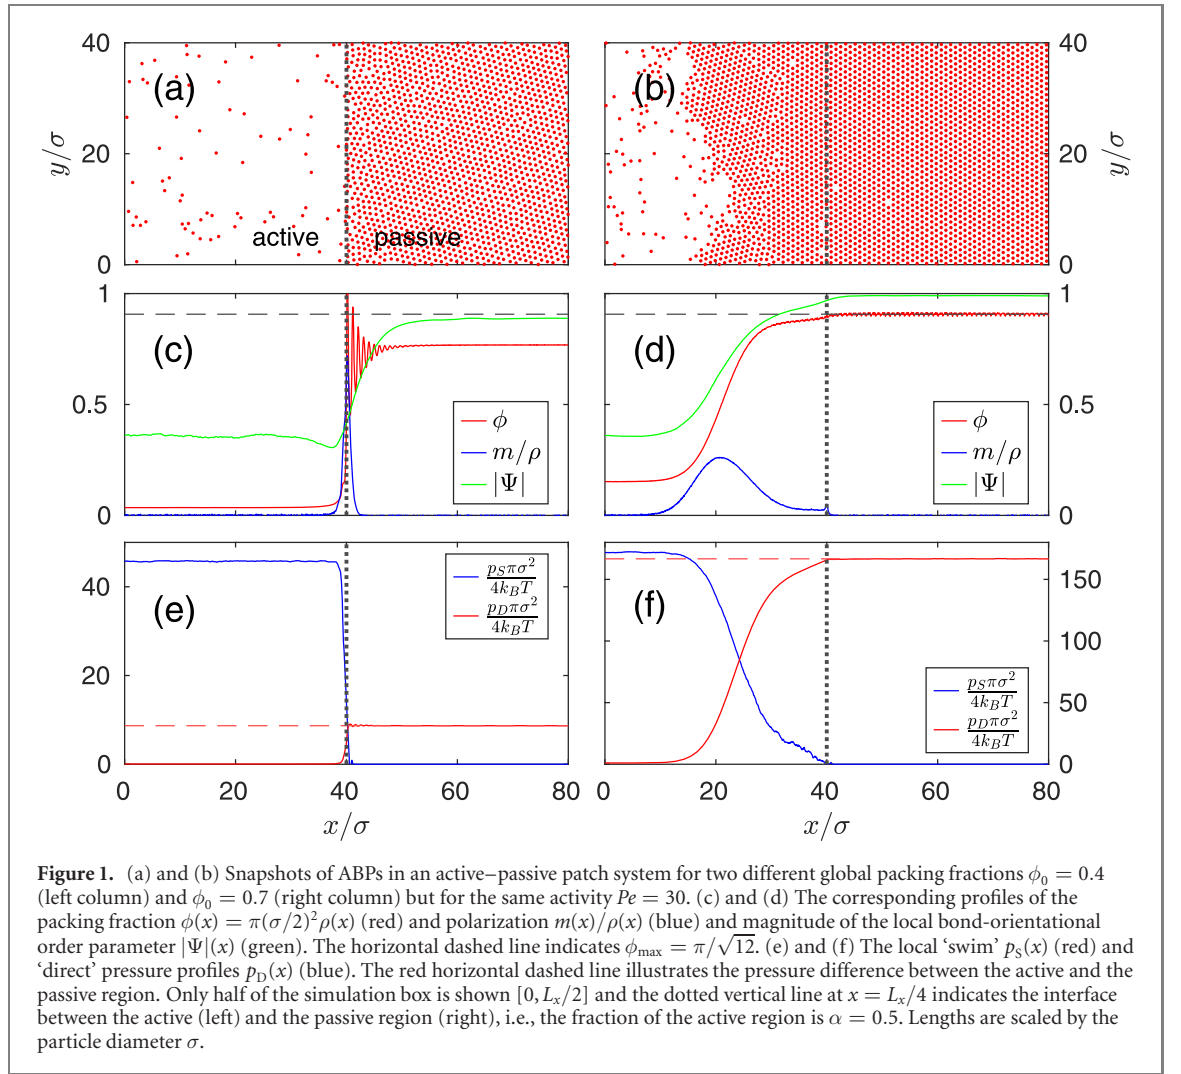 40
20
0
y/σ
(a)
active
passive
(b)
40
20
0
y/σ
1
0.5
0
(c)
ϕ
m/ρ
|Ψ|
(d)
ϕ
m/ρ
|Ψ|
1
0.5
0
40
20
0
(e)
p_Sπσ²/4k_BT
p_Dπσ²/4k_BT
(f)
p_Sπσ²/4k_BT
p_Dπσ²/4k_BT
150
100
50
0
0 20 40 60 80
x/σ
0 20 40 60 80
x/σ
Figure 1. (a) and (b) Snapshots of ABPs in an active–passive patch system for two different global packing fractions ϕ₀ = 0.4
(left column) and ϕ₀ = 0.7 (right column) but for the same activity Pe = 30. (c) and (d) The corresponding profiles of the
packing fraction ϕ(x) = π(σ/2)²ρ(x) (red) and polarization m(x)/ρ(x) (blue) and magnitude of the local bond-orientational
order parameter |Ψ|(x) (green). The horizontal dashed line indicates ϕ_max = π/√12. (e) and (f) The local ‘swim’ p_S(x) (red) and
‘direct’ pressure profiles p_D(x) (blue). The red horizontal dashed line illustrates the pressure difference between the active and the
passive region. Only half of the simulation box is shown [0, L_x/2] and the dotted vertical line at x = L_x/4 indicates the interface
between the active (left) and the passive region (right), i.e., the fraction of the active region is α = 0.5. Lengths are scaled by the
particle diameter σ.